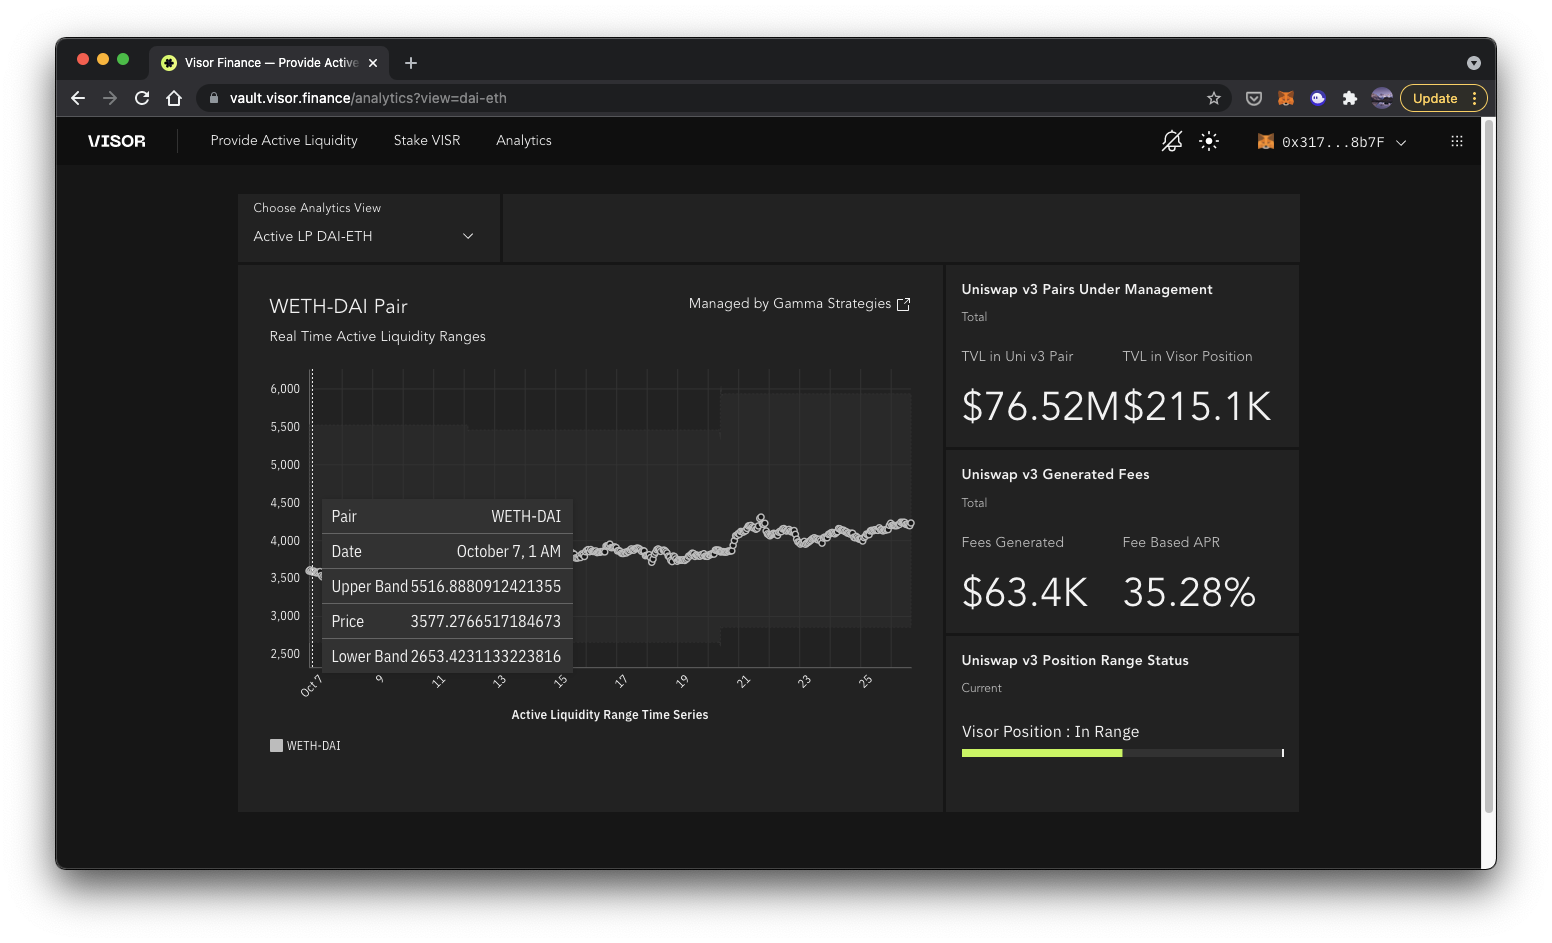 Visor Finance — Provide Active
vault.visor.finance/analytics?view=dai-eth
Update
VISOR
Provide Active Liquidity
Stake VISR
Analytics
0x317...8b7F
Choose Analytics View
Active LP DAI-ETH
WETH-DAI Pair
Managed by Gamma Strategies
Real Time Active Liquidity Ranges
6,000
5,500
5,000
4,500
4,000
3,500
3,000
2,500
Pair WETH-DAI
Date October 7, 1 AM
Upper Band 5516.8880912421355
Price 3577.2766517184673
Lower Band 2653.4231133223816
Oct 7 9 11 13 15 17 19 21 23 25
Active Liquidity Range Time Series
WETH-DAI
Uniswap v3 Pairs Under Management
Total
TVL in Uni v3 Pair TVL in Visor Position
$76.52M $215.1K
Uniswap v3 Generated Fees
Total
Fees Generated Fee Based APR
$63.4K 35.28%
Uniswap v3 Position Range Status
Current
Visor Position : In Range